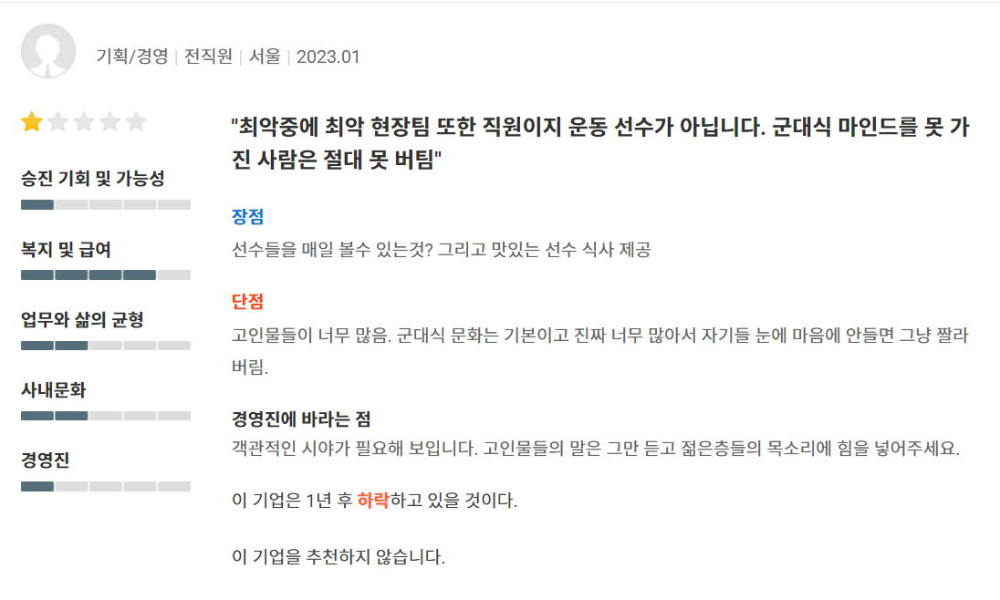 기획/경영 | 전직원 | 서울 | 2023.01
"최악중에 최악 현장팀 또한 직원이지 운동 선수가 아닙니다. 군대식 마인드를 못 가
진 사람은 절대 못 버팀"
승진 기회 및 가능성
복지 및 급여
업무와 삶의 균형
사내문화
경영진
장점
선수들을 매일 볼수 있는것? 그리고 맛있는 선수 식사 제공
단점
고인물들이 너무 많음. 군대식 문화는 기본이고 진짜 너무 많아서 자기들 눈에 마음에 안들면 그냥 짤라
버림.
경영진에 바라는 점
객관적인 시야가 필요해 보입니다. 고인물들의 말은 그만 듣고 젊은층들의 목소리에 힘을 넣어주세요.
이 기업은 1년 후 하락하고 있을 것이다.
이 기업을 추천하지 않습니다.